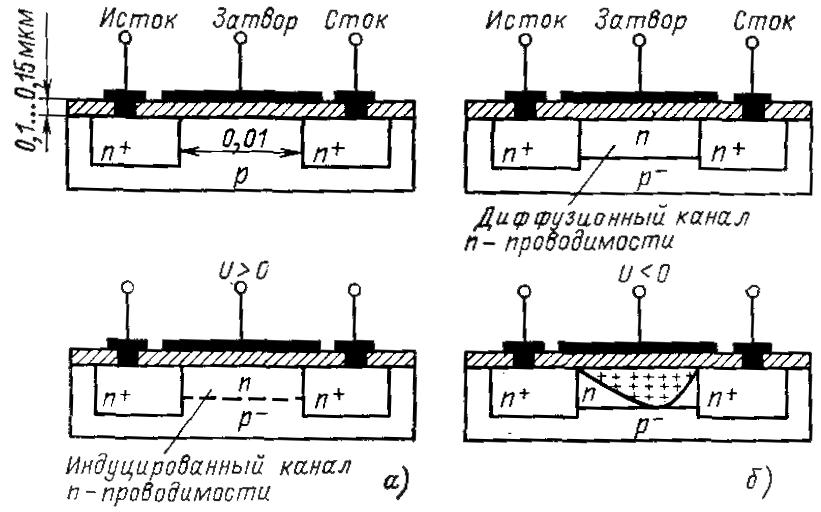 Исток Затвор Сток
0,1...0,15 мкм
n+ 0,01 n+
p
Исток Затвор Сток
n+ n n+
p−
Диффузионный канал
n-проводимости
U>0
n+ n n+
p−
Индуцированный канал
n-проводимости
а)
U<0
+ + + + + +
+ + + + +
+ + + +
n+ n n+
p−
б)